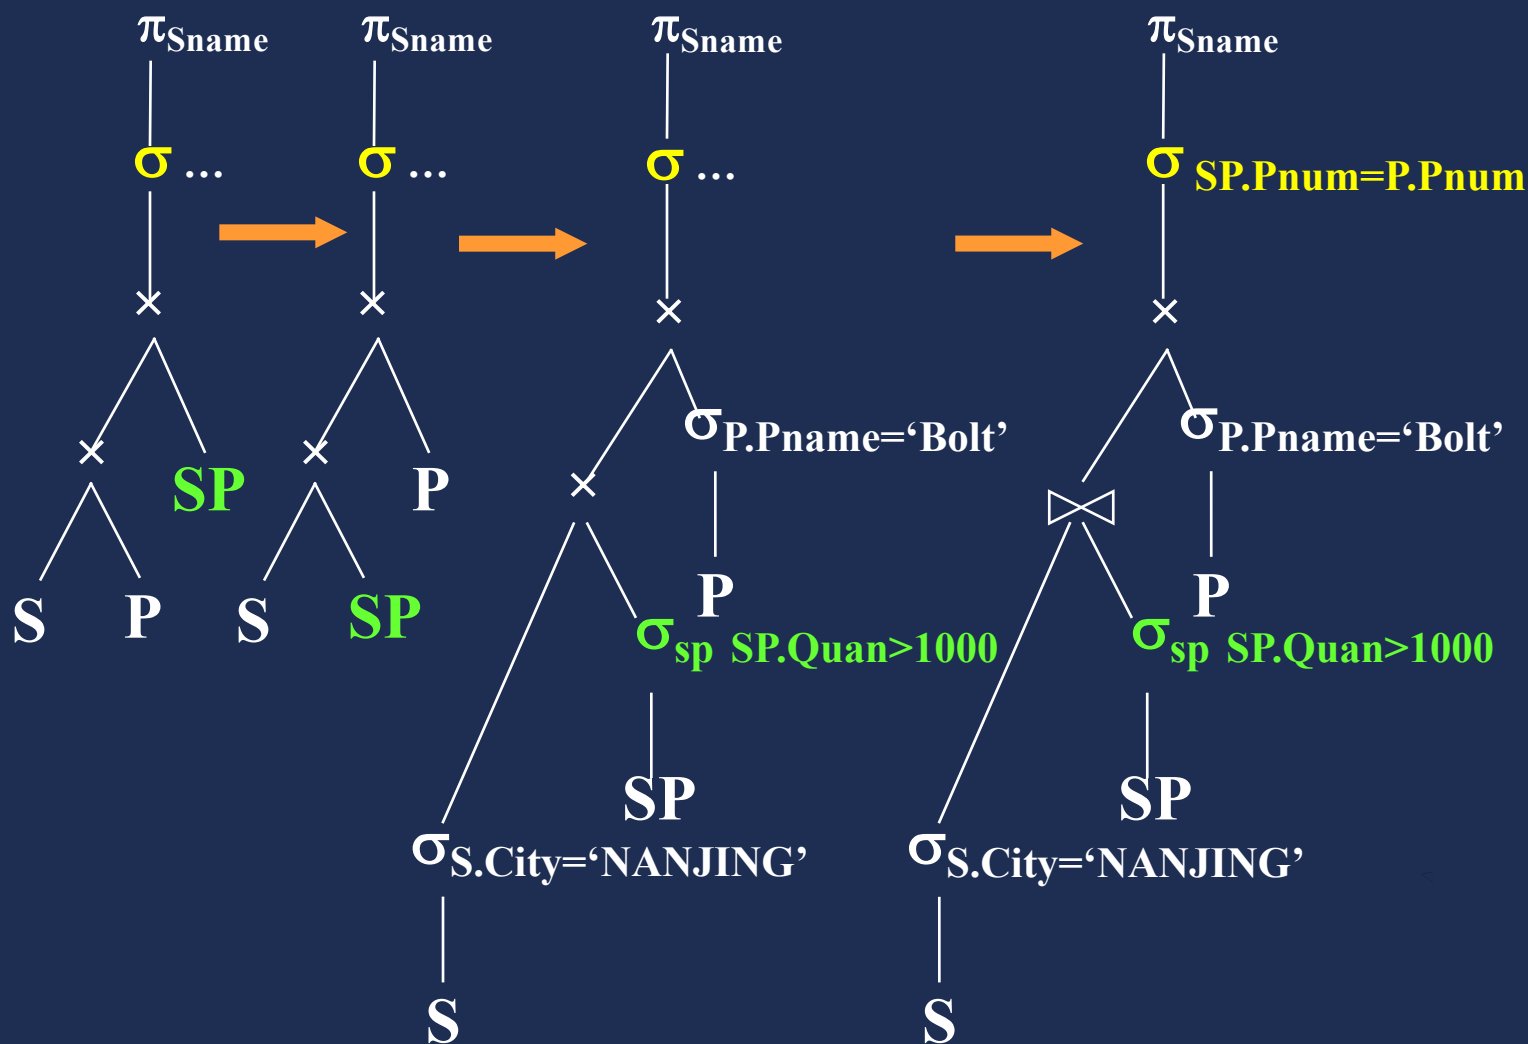 πSname πSname πSname πSname
σ ... σ ... σ ... σ SP.Pnum=P.Pnum
× × × ×
σP.Pname=‘Bolt’ σP.Pname=‘Bolt’
× SP × P × ⋈
S P S SP P P
σsp SP.Quan>1000 σsp SP.Quan>1000
SP SP
σS.City=‘NANJING’ σS.City=‘NANJING’
S S